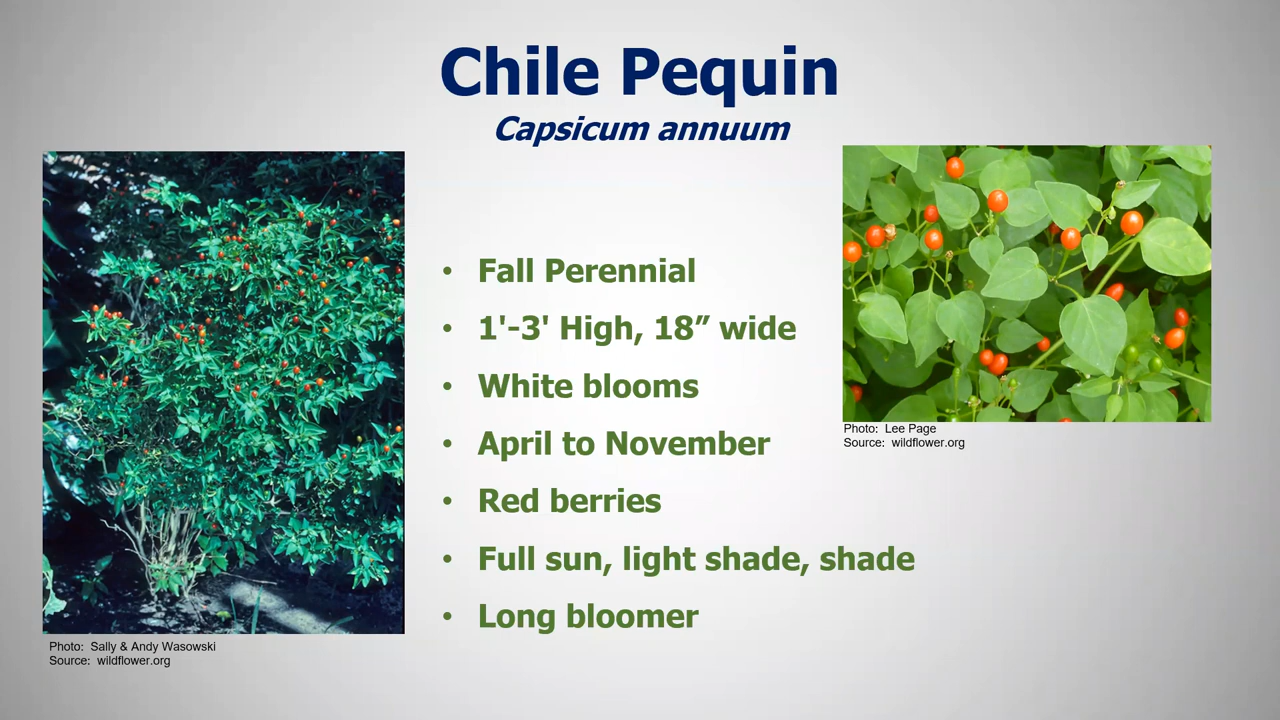 Chile Pequin
Capsicum annuum
• Fall Perennial
• 1'-3' High, 18” wide
• White blooms
• April to November
• Red berries
• Full sun, light shade, shade
• Long bloomer
Photo:  Lee Page
Source:  wildflower.org
Photo:  Sally & Andy Wasowski
Source:  wildflower.org